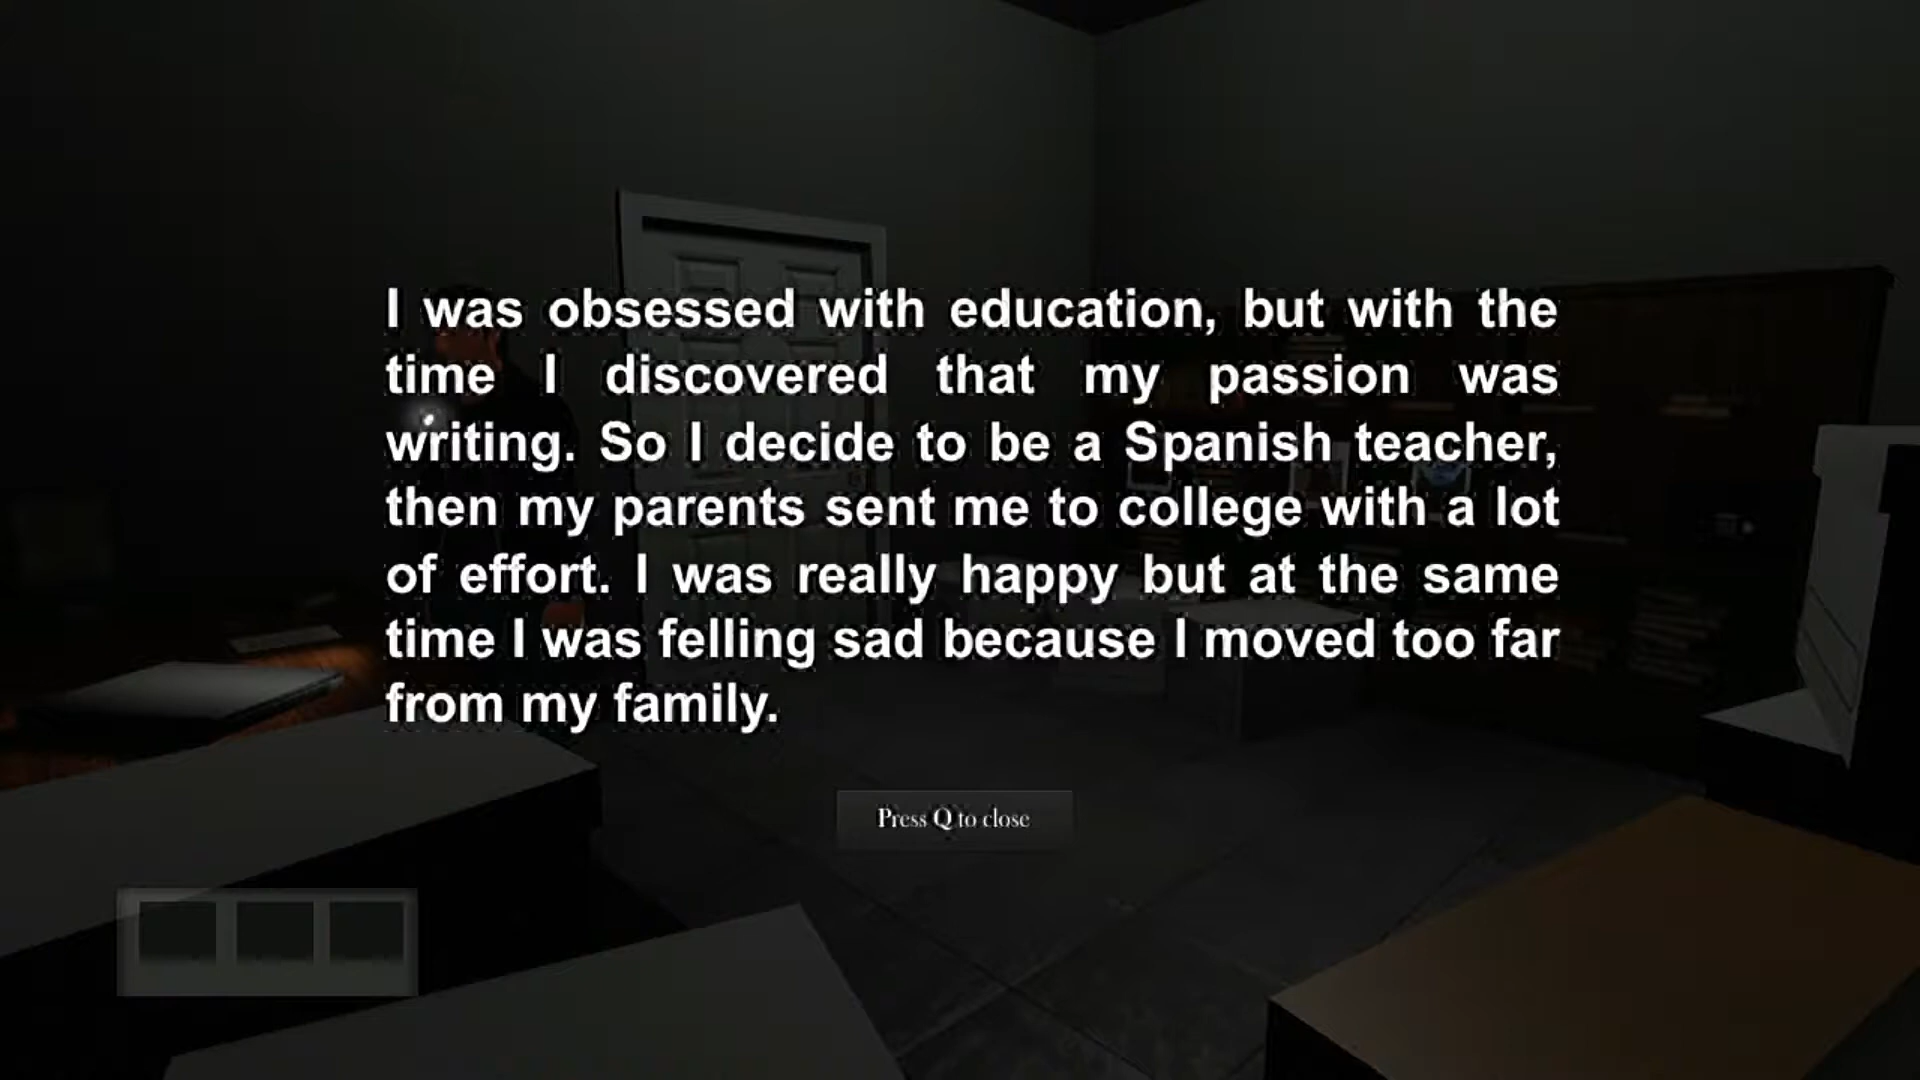 I was obsessed with education, but with the
time I discovered that my passion was
writing. So I decide to be a Spanish teacher,
then my parents sent me to college with a lot
of effort. I was really happy but at the same
time I was felling sad because I moved too far
from my family.
Press Q to close